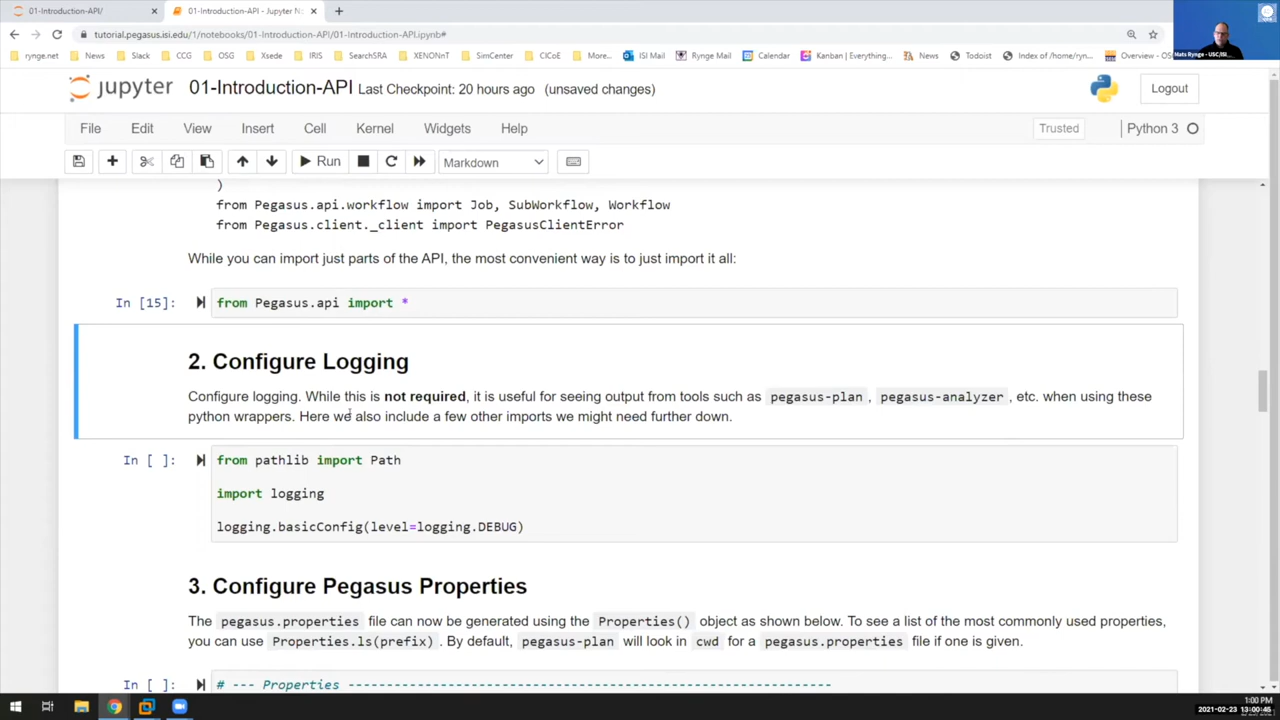 01-Introduction-API/
01-Introduction-API - Jupyter N
tutorial.pegasus.isi.edu/1/notebooks/01-Introduction-API/01-Introduction-API.ipynb#
rynge.net News Slack CCG OSG Xsede IRIS SearchSRA XENONnT SimCenter CICoE More... ISI Mail Rynge Mail Calendar Kanban | Everything... News Todoist Index of /home/ryn... Overview - OSG
Mats Rynge - USC/ISI
jupyter 01-Introduction-API Last Checkpoint: 20 hours ago (unsaved changes)
Logout
File Edit View Insert Cell Kernel Widgets Help
Trusted
Python 3
Run
Markdown
)
from Pegasus.api.workflow import Job, SubWorkflow, Workflow
from Pegasus.client._client import PegasusClientError
While you can import just parts of the API, the most convenient way is to just import it all:
In [15]: from Pegasus.api import *
2. Configure Logging
Configure logging. While this is not required, it is useful for seeing output from tools such as pegasus-plan , pegasus-analyzer , etc. when using these
python wrappers. Here we also include a few other imports we might need further down.
In [ ]: from pathlib import Path
import logging
logging.basicConfig(level=logging.DEBUG)
3. Configure Pegasus Properties
The pegasus.properties file can now be generated using the Properties() object as shown below. To see a list of the most commonly used properties,
you can use Properties.ls(prefix) . By default, pegasus-plan will look in cwd for a pegasus.properties file if one is given.
In [ ]: # --- Properties ---------------------------------------------------------------
1:00 PM
2021-02-23 13:00:45